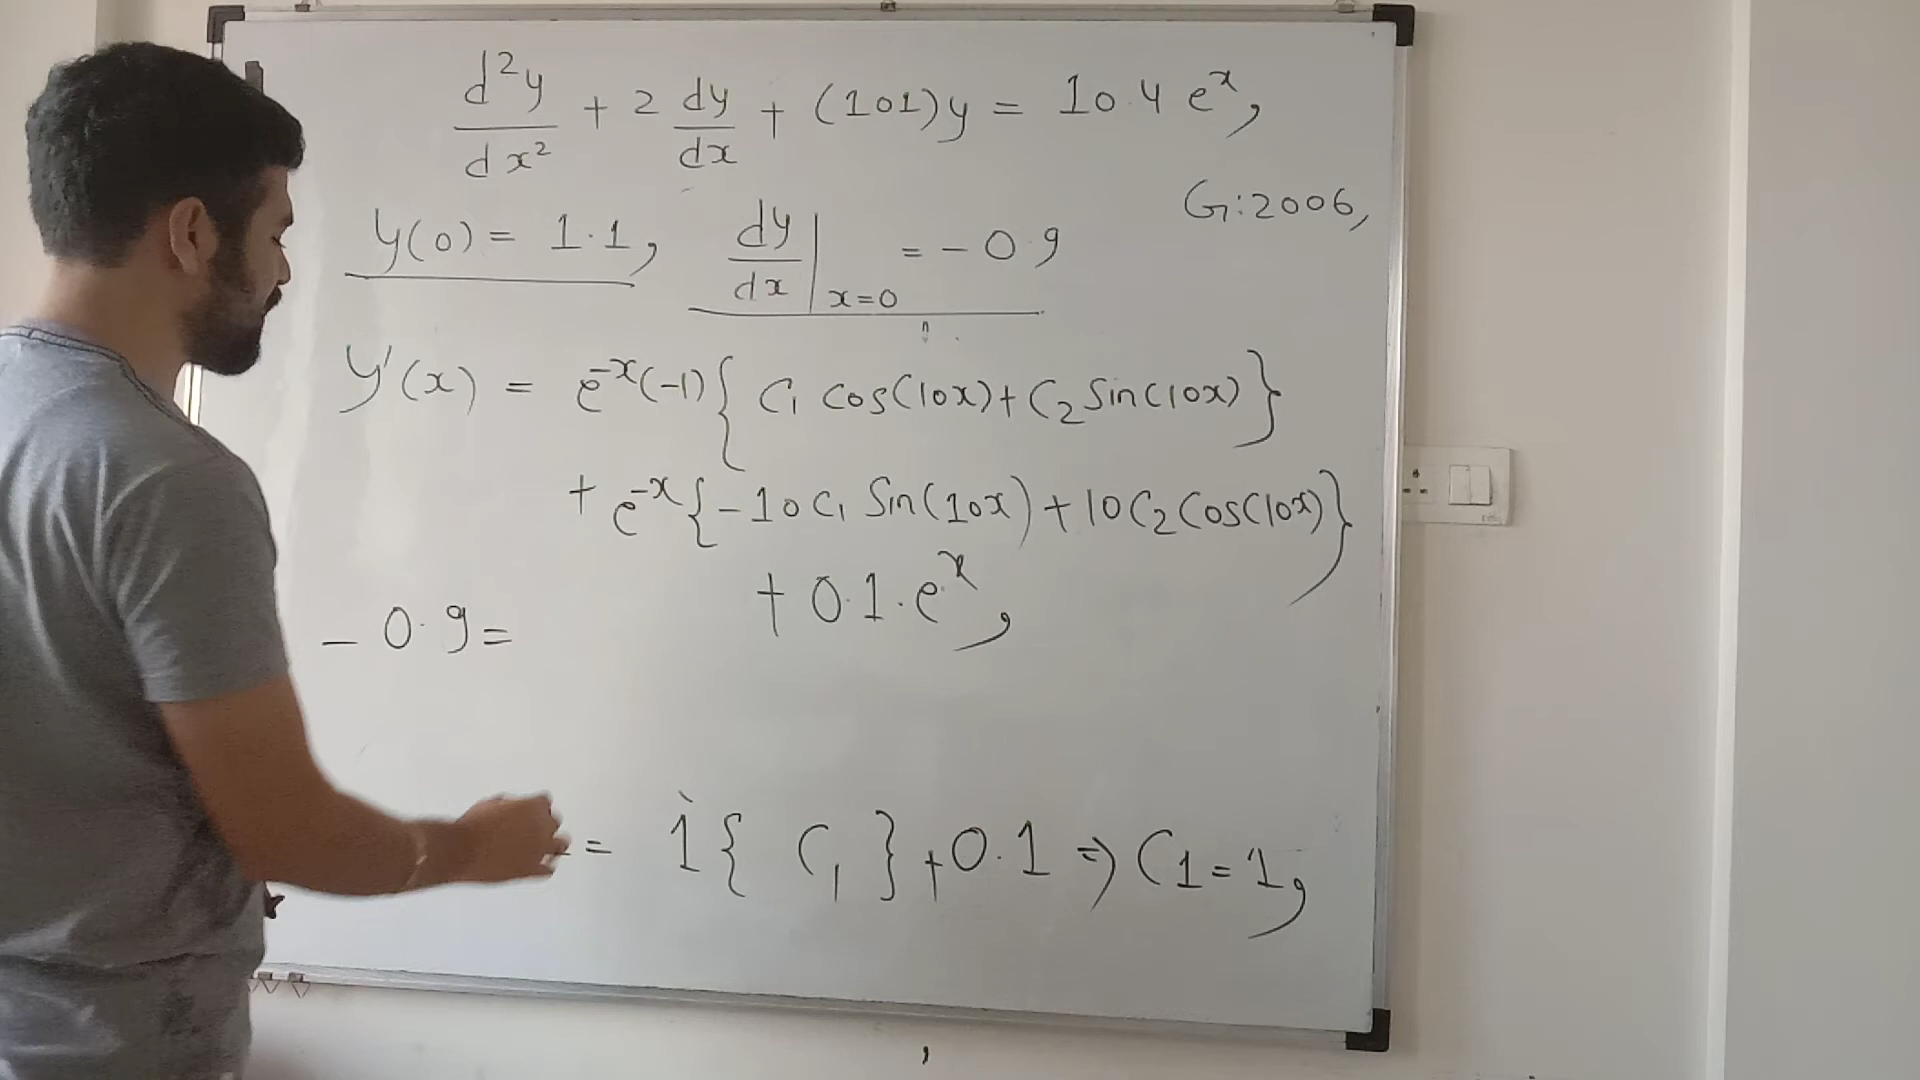 d²y/dx² + 2 dy/dx + (101)y = 10.4 eˣ,
G:2006,
y(0) = 1.1, dy/dx|x=0 = -0.9
y'(x) = e⁻ˣ(-1){C₁ cos(10x) + C₂ Sin(10x)}
+ e⁻ˣ{-10C₁ Sin(10x) + 10C₂ Cos(10x)}
+ 0.1.eˣ,
-0.9 =
= 1{ C₁ } + 0.1 ⇒ C1 = 1,